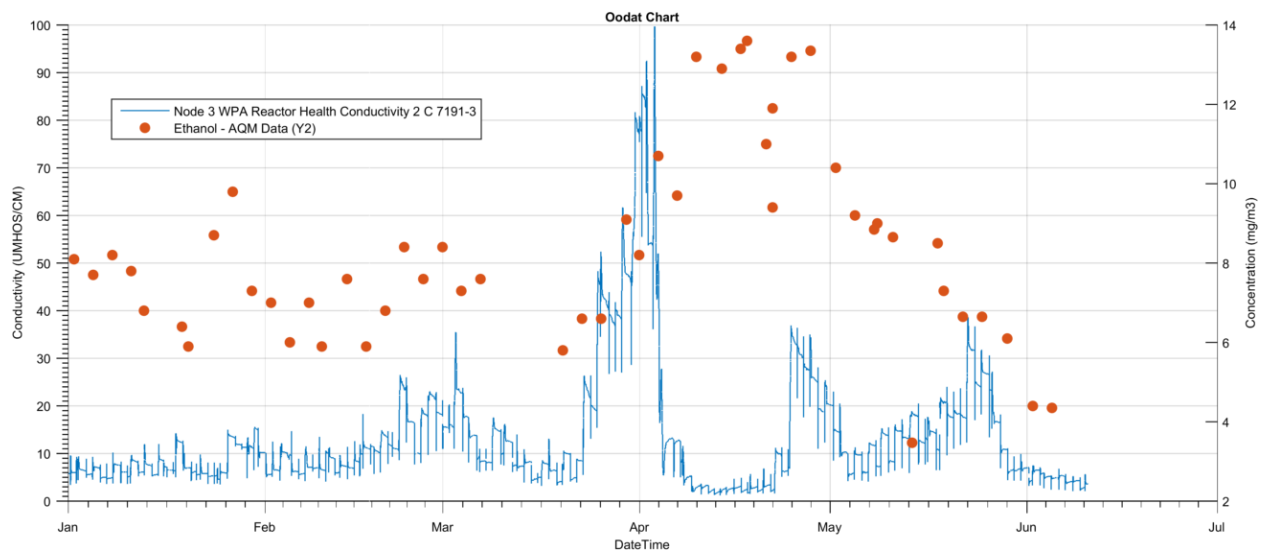 Oodat Chart
100
90
80
70
60
50
40
30
20
10
0
Conductivity (UMHOS/CM)
Node 3 WPA Reactor Health Conductivity 2 C 7191-3
Ethanol - AQM Data (Y2)
14
12
10
8
6
4
2
Concentration (mg/m3)
Jan
Feb
Mar
Apr
May
Jun
Jul
DateTime